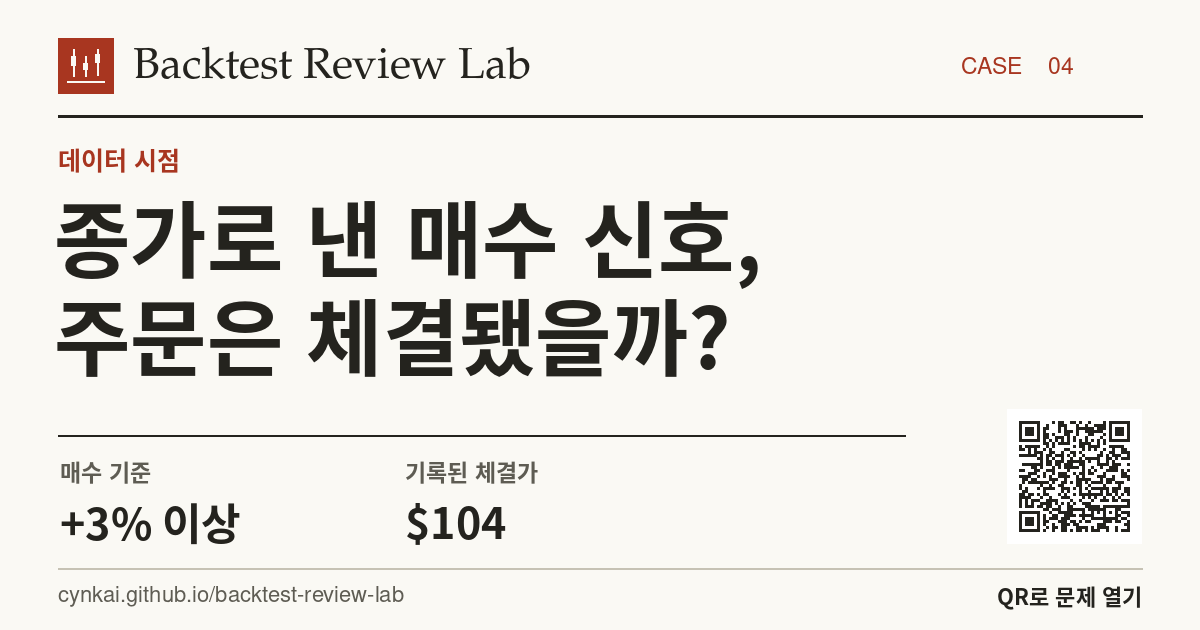 Backtest Review Lab
CASE 04
데이터 시점
종가로 낸 매수 신호,
주문은 체결됐을까?
매수 기준
+3% 이상
기록된 체결가
$104
cynkai.github.io/backtest-review-lab
QR로 문제 열기